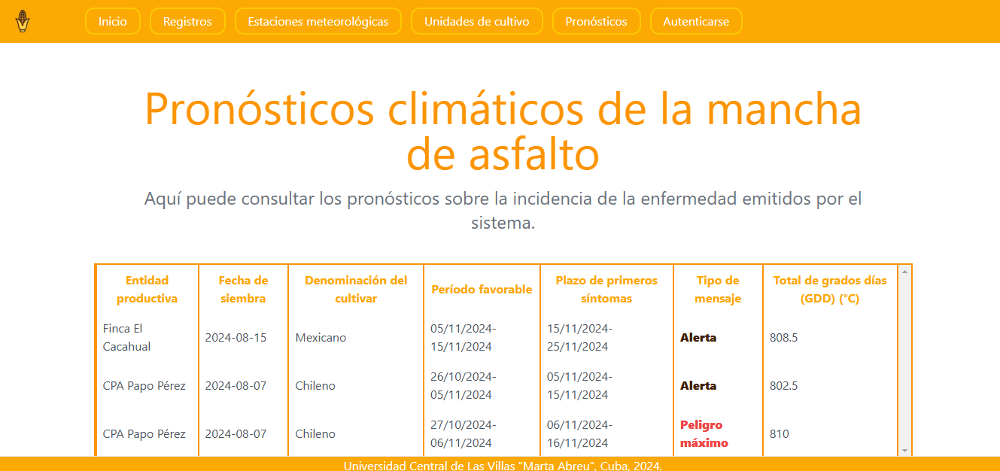 Inicio
Registros
Estaciones meteorológicas
Unidades de cultivo
Pronósticos
Autenticarse
Pronósticos climáticos de la mancha
de asfalto
Aquí puede consultar los pronósticos sobre la incidencia de la enfermedad emitidos por el
sistema.
Entidad
productiva
Fecha de
siembra
Denominación del
cultivar
Período favorable
Plazo de primeros
síntomas
Tipo de
mensaje
Total de grados días
(GDD) (°C)
Finca El
Cacahual
2024-08-15
Mexicano
05/11/2024-
15/11/2024
15/11/2024-
25/11/2024
Alerta
808.5
CPA Papo Pérez
2024-08-07
Chileno
26/10/2024-
05/11/2024
05/11/2024-
15/11/2024
Alerta
802.5
CPA Papo Pérez
2024-08-07
Chileno
27/10/2024-
06/11/2024
06/11/2024-
16/11/2024
Peligro
máximo
810
Universidad Central de Las Villas "Marta Abreu", Cuba, 2024.